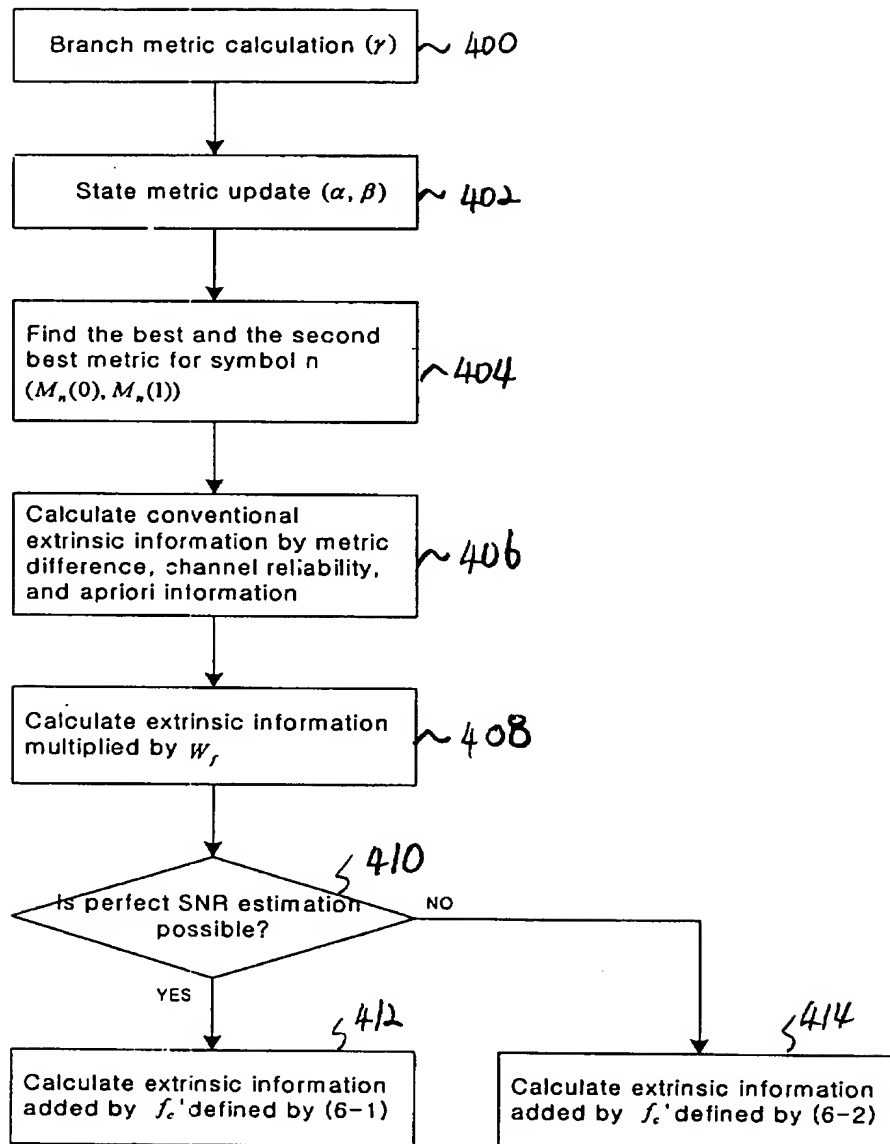 Branch metric calculation (γ)
400
State metric update (α, β)
402
Find the best and the second
best metric for symbol n
(Mn(0), Mn(1))
404
Calculate conventional
extrinsic information by metric
difference, channel reliability,
and apriori information
406
Calculate extrinsic information
multiplied by Wf
408
410
Is perfect SNR estimation
possible?
NO
YES
412
Calculate extrinsic information
added by fc' defined by (6-1)
414
Calculate extrinsic information
added by fc' defined by (6-2)